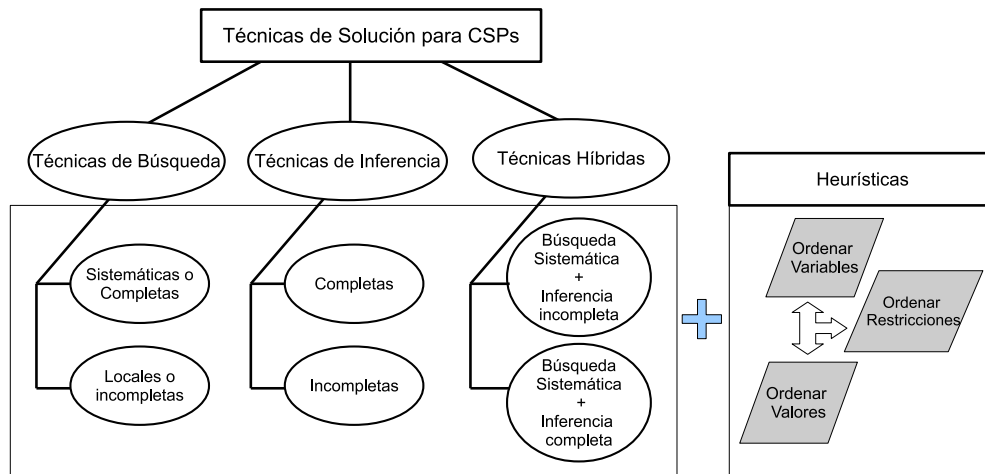 Técnicas de Solución para CSPs
Técnicas de Búsqueda
Técnicas de Inferencia
Técnicas Híbridas
Heurísticas
Sistemáticas o
Completas
Locales o
incompletas
Completas
Incompletas
Búsqueda
Sistemática
+
Inferencia
incompleta
Búsqueda
Sistemática
+
Inferencia
completa
Ordenar
Variables
Ordenar
Restricciones
Ordenar
Valores